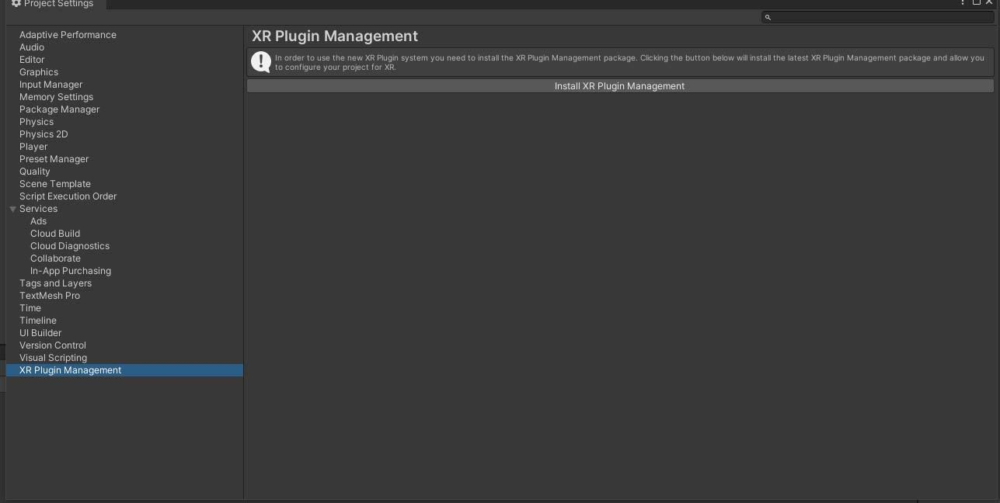 Project Settings
Adaptive Performance
Audio
Editor
Graphics
Input Manager
Memory Settings
Package Manager
Physics
Physics 2D
Player
Preset Manager
Quality
Scene Template
Script Execution Order
Services
Ads
Cloud Build
Cloud Diagnostics
Collaborate
In-App Purchasing
Tags and Layers
TextMesh Pro
Time
Timeline
UI Builder
Version Control
Visual Scripting
XR Plugin Management
XR Plugin Management
In order to use the new XR Plugin system you need to install the XR Plugin Management package. Clicking the button below will install the latest XR Plugin Management package and allow you
to configure your project for XR.
Install XR Plugin Management